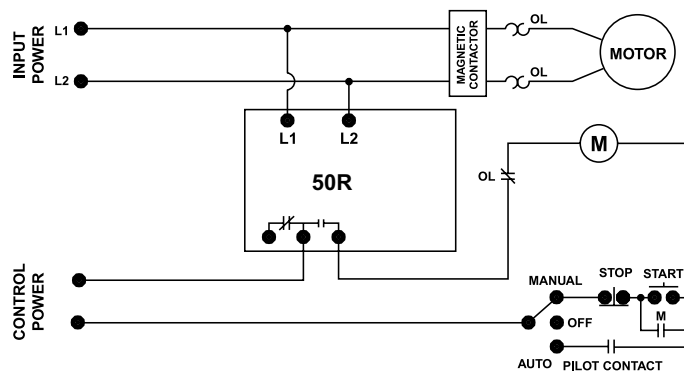 INPUT POWER
L1
L2
MAGNETIC CONTACTOR
OL
OL
MOTOR
L1 L2
50R
M
OL
CONTROL POWER
MANUAL
STOP
START
OFF
M
AUTO
PILOT CONTACT